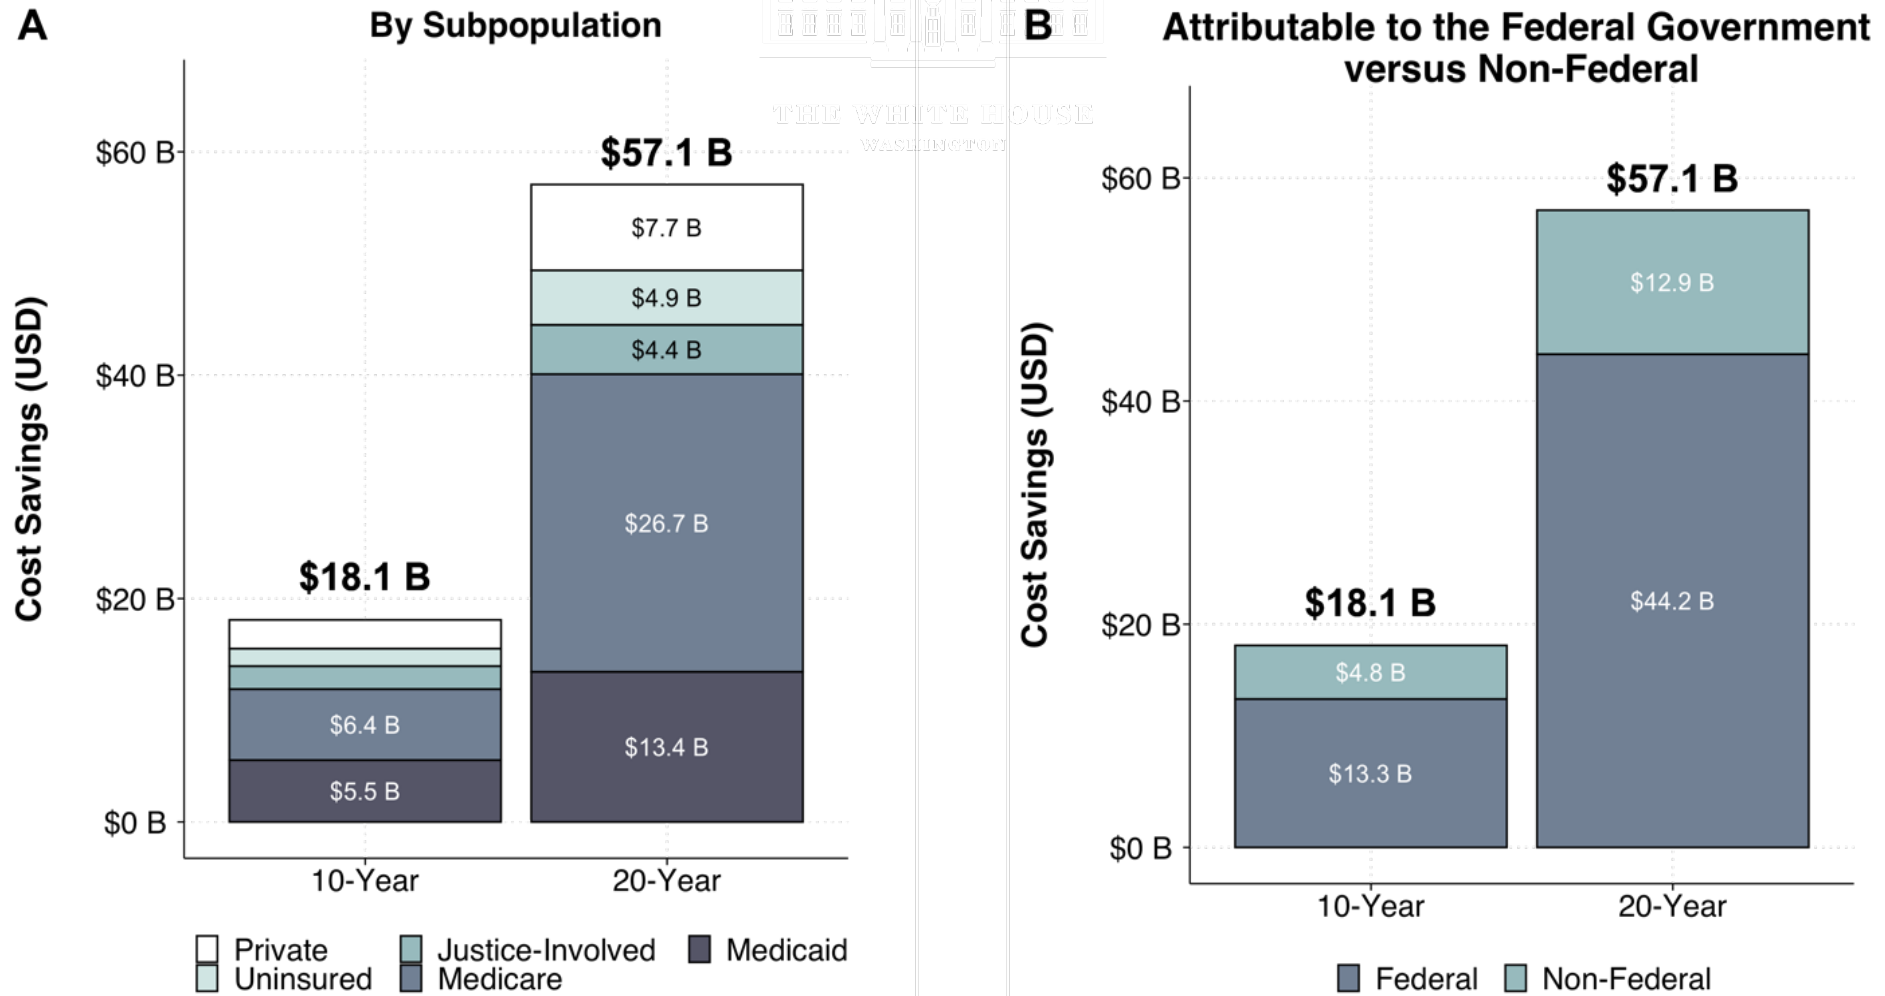 A
By Subpopulation
Cost Savings (USD)
$60 B
$40 B
$20 B
$0 B
$18.1 B
$6.4 B
$5.5 B
$57.1 B
$7.7 B
$4.9 B
$4.4 B
$26.7 B
$13.4 B
10-Year
20-Year
Private
Justice-Involved
Medicaid
Uninsured
Medicare
THE WHITE HOUSE
WASHINGTON
B
Attributable to the Federal Government
versus Non-Federal
Cost Savings (USD)
$60 B
$40 B
$20 B
$0 B
$18.1 B
$4.8 B
$13.3 B
$57.1 B
$12.9 B
$44.2 B
10-Year
20-Year
Federal
Non-Federal